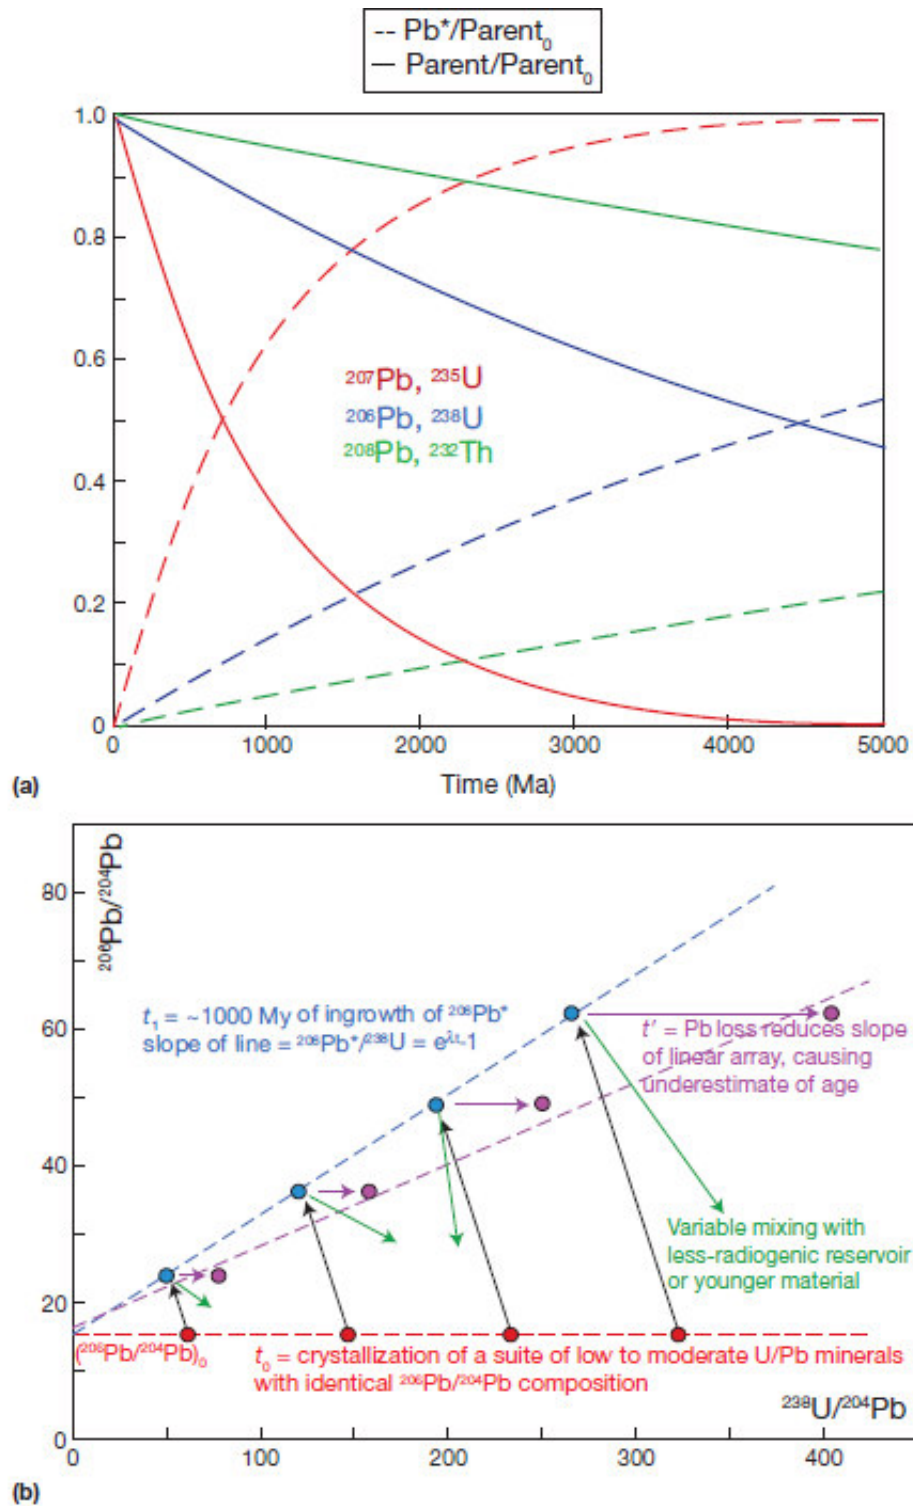 -- Pb*/Parent₀
— Parent/Parent₀
1.0
0.8
0.6
0.4
0.2
0
²⁰⁷Pb, ²³⁵U
²⁰⁶Pb, ²³⁸U
²⁰⁸Pb, ²³²Th
0 1000 2000 3000 4000 5000
(a)
Time (Ma)
²⁰⁶Pb/²⁰⁴Pb
80
60
40
20
0
t₁ = ~1000 My of ingrowth of ²⁰⁶Pb*
slope of line = ²⁰⁶Pb*/²³⁸U = e^λt₁-1
t′ = Pb loss reduces slope
of linear array, causing
underestimate of age
Variable mixing with
less-radiogenic reservoir
or younger material
(²⁰⁶Pb/²⁰⁴Pb)₀
t₀ = crystallization of a suite of low to moderate U/Pb minerals
with identical ²⁰⁶Pb/²⁰⁴Pb composition
²³⁸U/²⁰⁴Pb
0 100 200 300 400
(b)